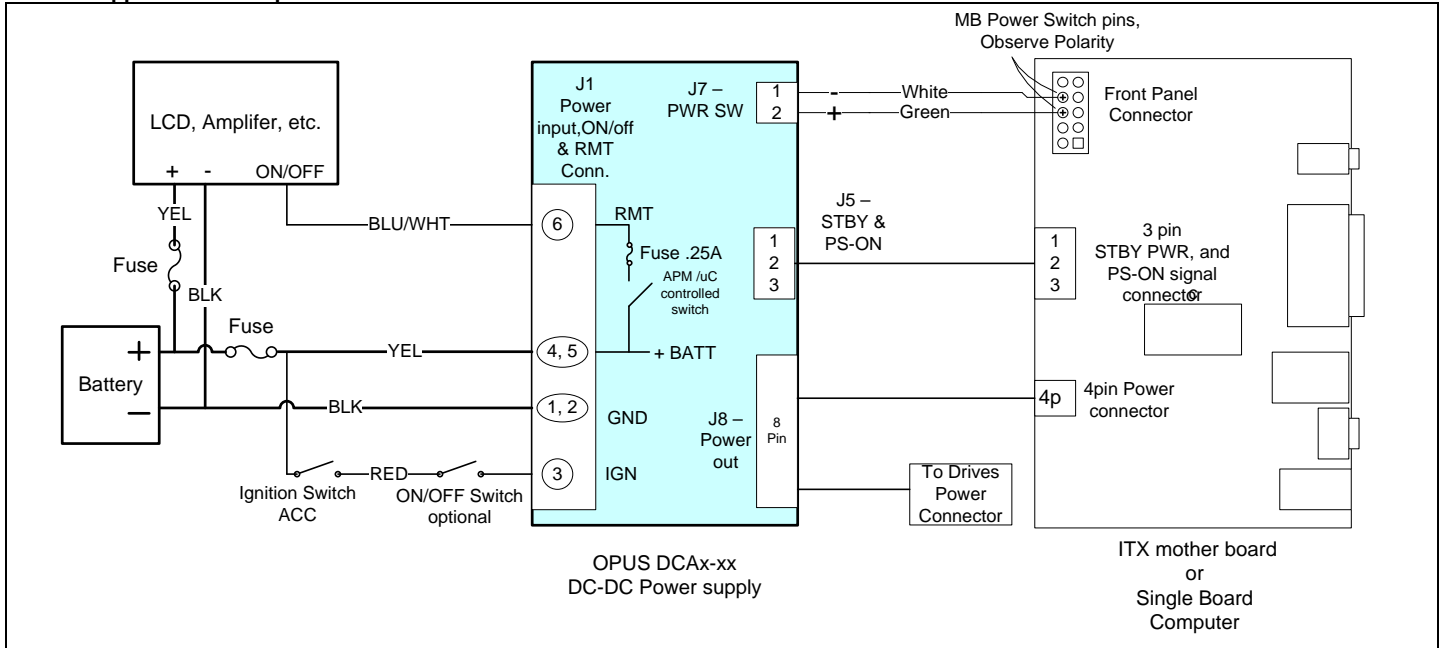 MB Power Switch pins,
Observe Polarity
LCD, Amplifer, etc.
+ - ON/OFF
YEL
Fuse
BLK
BLU/WHT
Battery
+
–
Fuse
YEL
BLK
Ignition Switch
ACC
RED
ON/OFF Switch
optional
J1
Power
input,ON/off
& RMT
Conn.
6
RMT
Fuse .25A
APM /uC
controlled
switch
4, 5
+ BATT
1, 2
GND
3
IGN
J7 –
PWR SW
1
2
- White
+ Green
Front Panel
Connector
J5 –
STBY &
PS-ON
1
2
3
1
2
3
3 pin
STBY PWR, and
PS-ON signal
connector
c
J8 –
Power
out
8
Pin
4p
4pin Power
connector
To Drives
Power
Connector
OPUS DCAx-xx
DC-DC Power supply
ITX mother board
or
Single Board
Computer